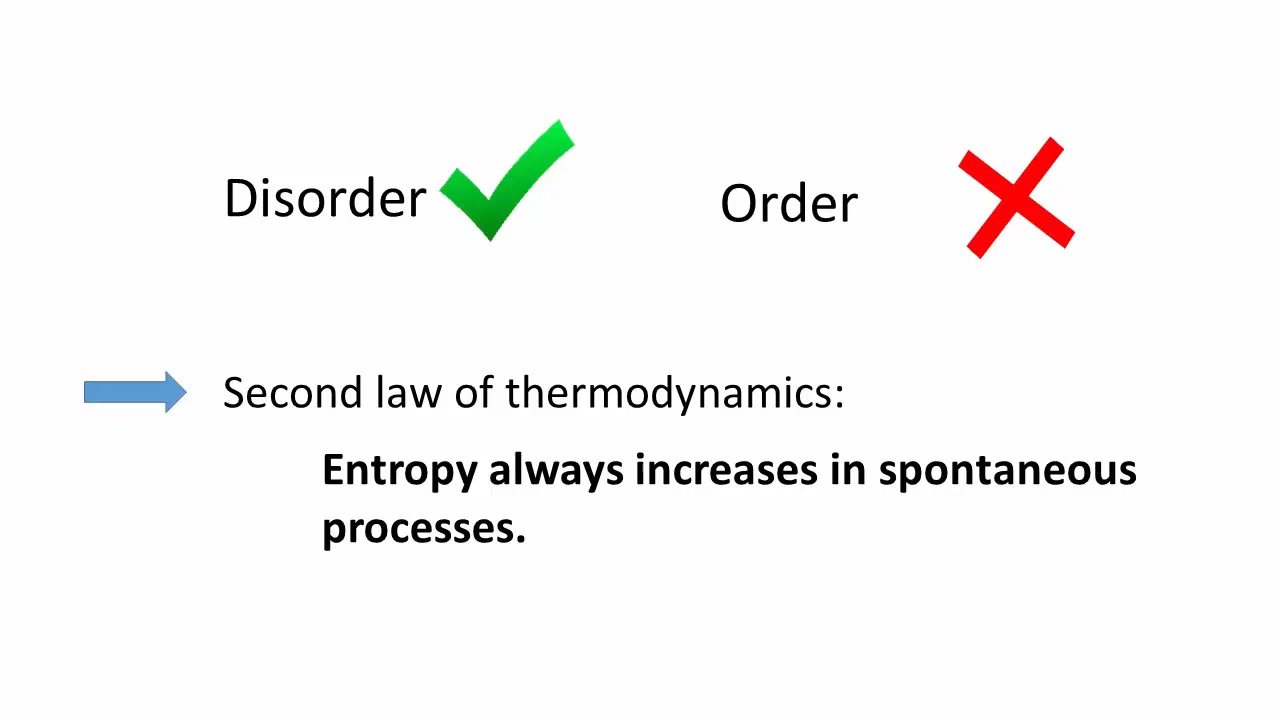 Disorder
Order
Second law of thermodynamics:
Entropy always increases in spontaneous
processes.